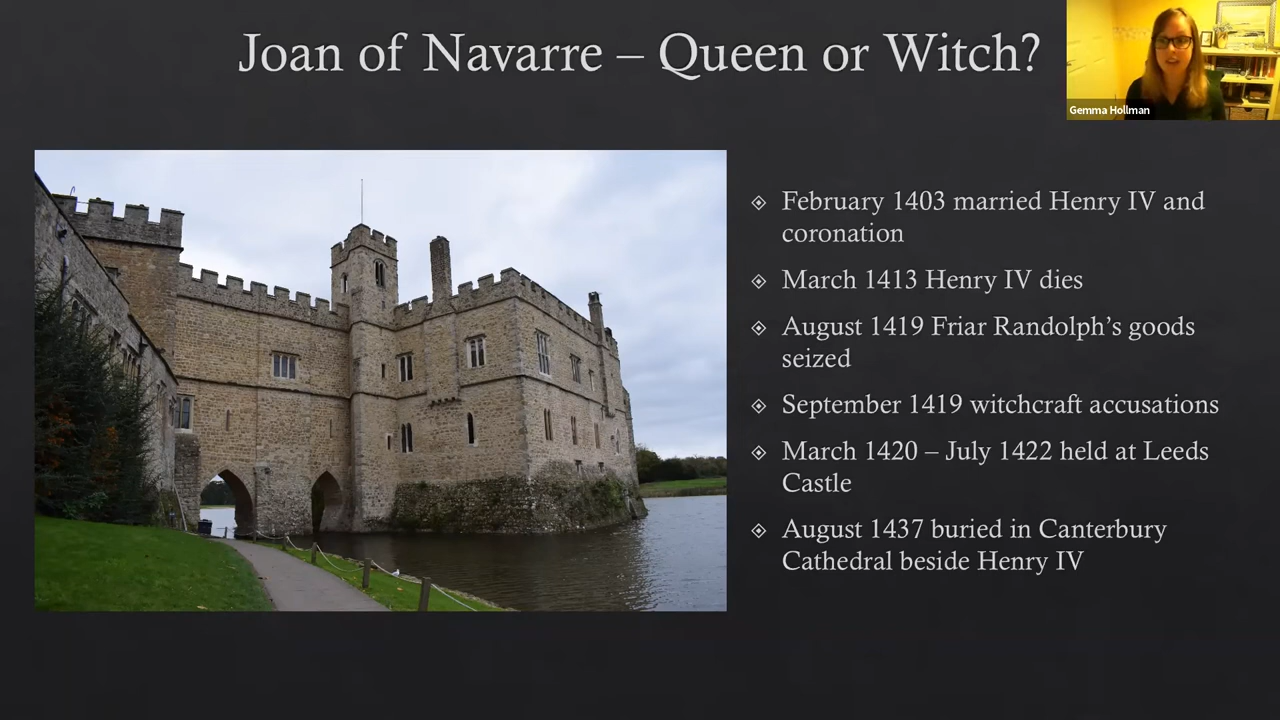 Joan of Navarre – Queen or Witch?
Gemma Hollman
February 1403 married Henry IV and
coronation
March 1413 Henry IV dies
August 1419 Friar Randolph’s goods
seized
September 1419 witchcraft accusations
March 1420 – July 1422 held at Leeds
Castle
August 1437 buried in Canterbury
Cathedral beside Henry IV